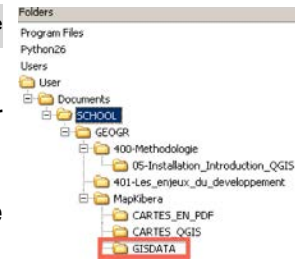 Folders
Program Files
Python26
Users
User
Documents
SCHOOL
GEOGR
400-Methodologie
05-Installation_Introduction_QGIS
401-Les_enjeux_du_developpement
MapKibera
CARTES_EN_PDF
CARTES_QGIS
GISDATA